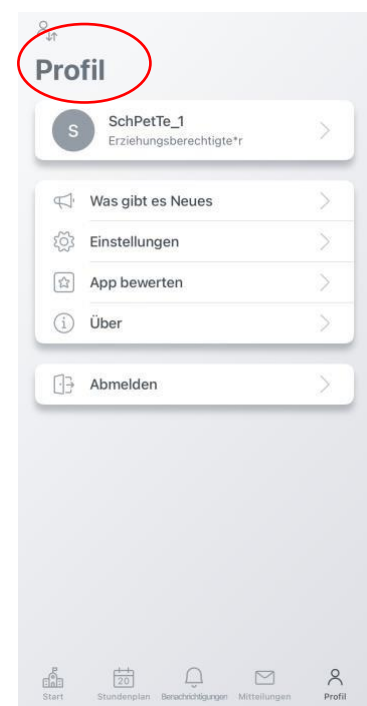 Profil
S
SchPetTe_1
Erziehungsberechtigte*r
Was gibt es Neues
Einstellungen
App bewerten
Über
Abmelden
20
Start Stundenplan Benachrichtigungen Mitteilungen Profil